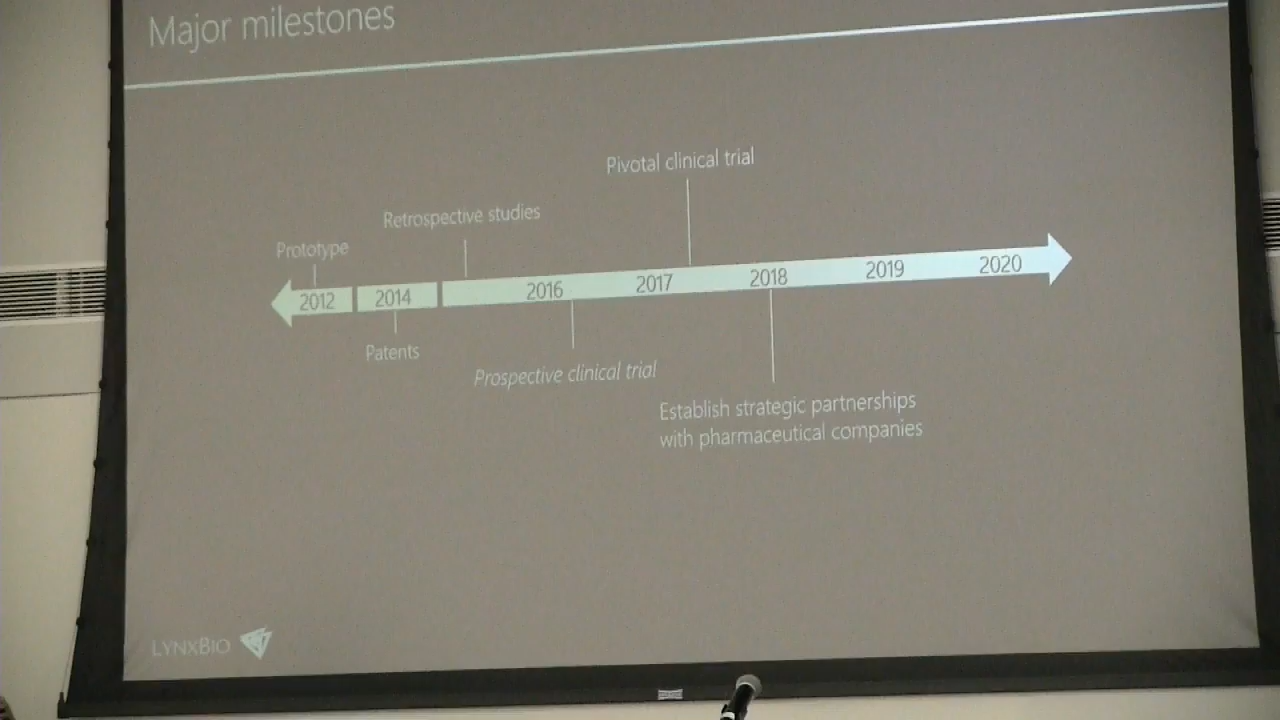 Major milestones
Pivotal clinical trial
Retrospective studies
Prototype
2012 2014 2016 2017 2018 2019 2020
Patents
Prospective clinical trial
Establish strategic partnerships
with pharmaceutical companies
LYNXBIO